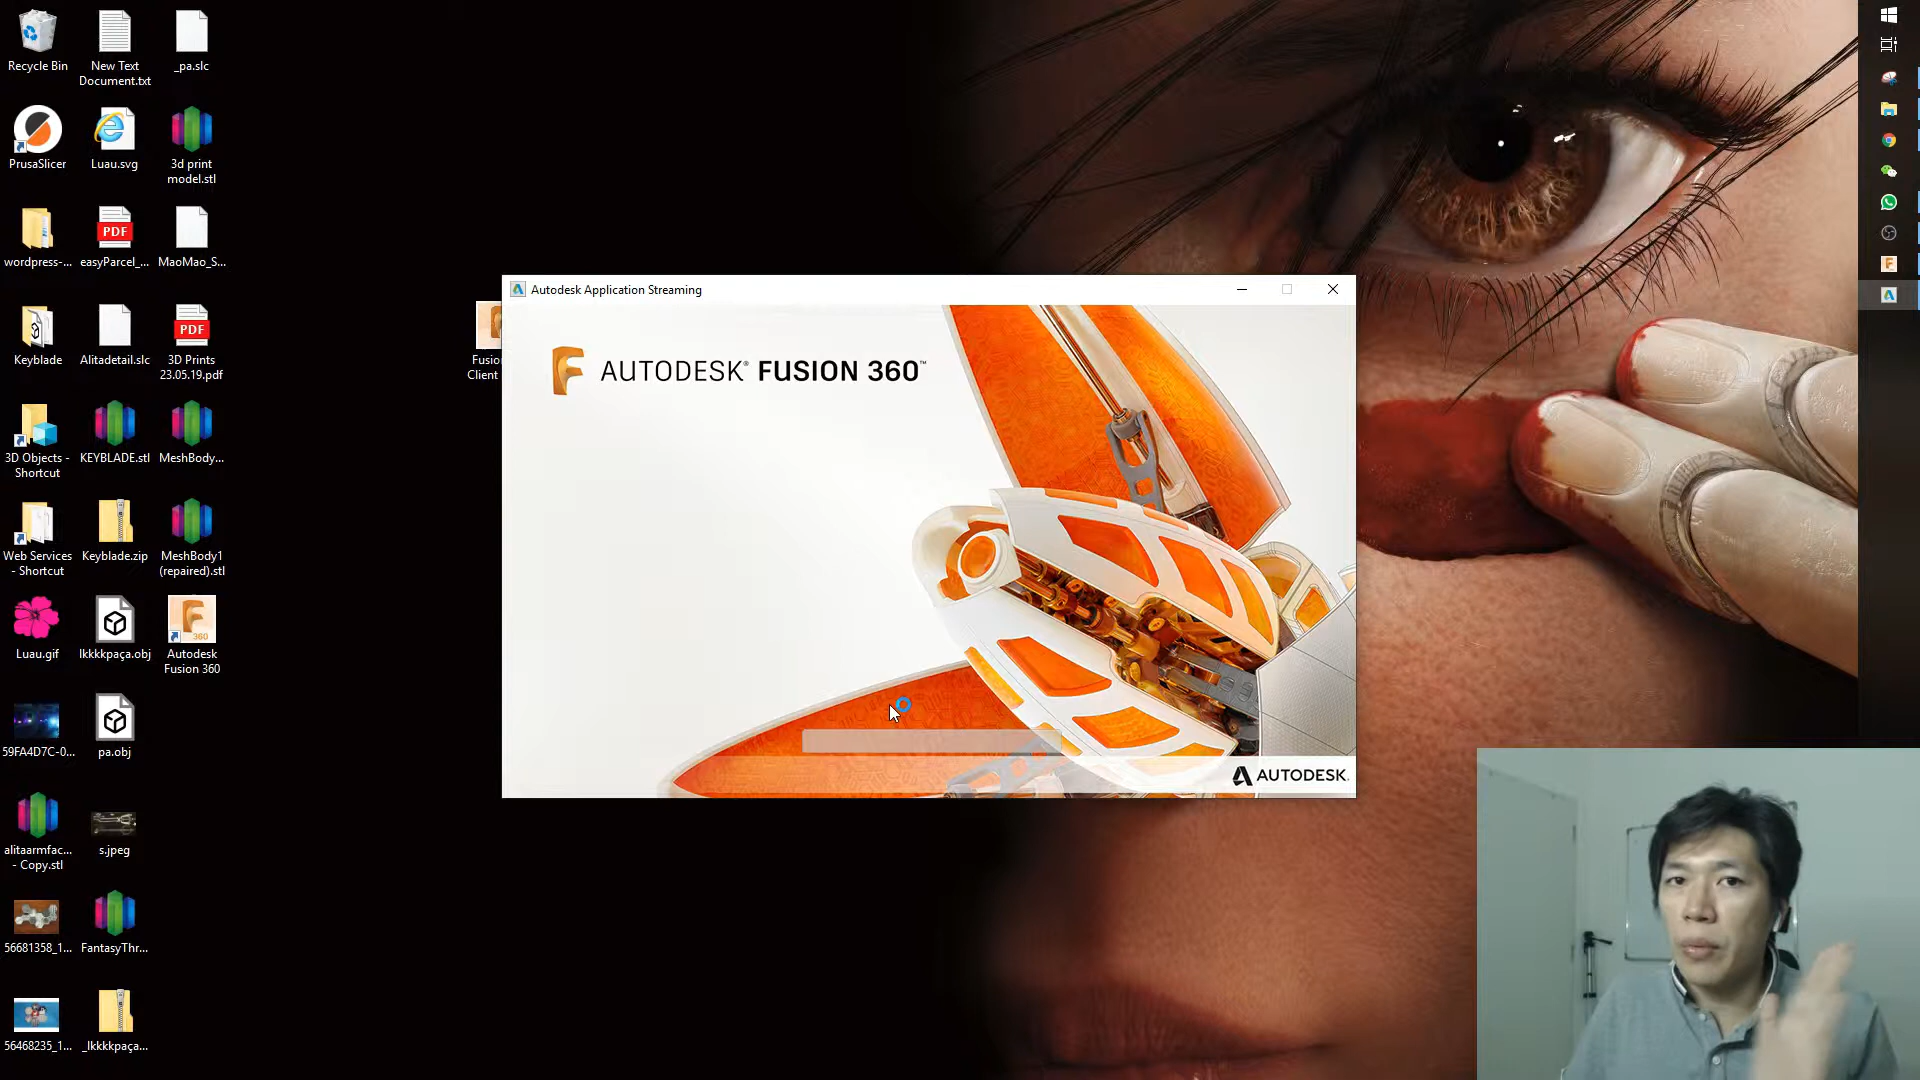 Recycle Bin
New Text
Document.txt
_pa.slc
PrusaSlicer
Luau.svg
3d print
model.stl
PDF
wordpress-...
easyParcel_...
MaoMao_S...
PDF
Keyblade
Alitadetail.slc
3D Prints
23.05.19.pdf
3D Objects -
Shortcut
KEYBLADE.stl
MeshBody...
Web Services
- Shortcut
Keyblade.zip
MeshBody1
(repaired).stl
360
Luau.gif
lkkkkpaça.obj
Autodesk
Fusion 360
59FA4D7C-0...
pa.obj
alitaarmfac...
- Copy.stl
s.jpeg
56681358_1...
FantasyThr...
56468235_1...
_lkkkkpaça...
Fusio
Client
Autodesk Application Streaming
AUTODESK® FUSION 360™
AUTODESK.